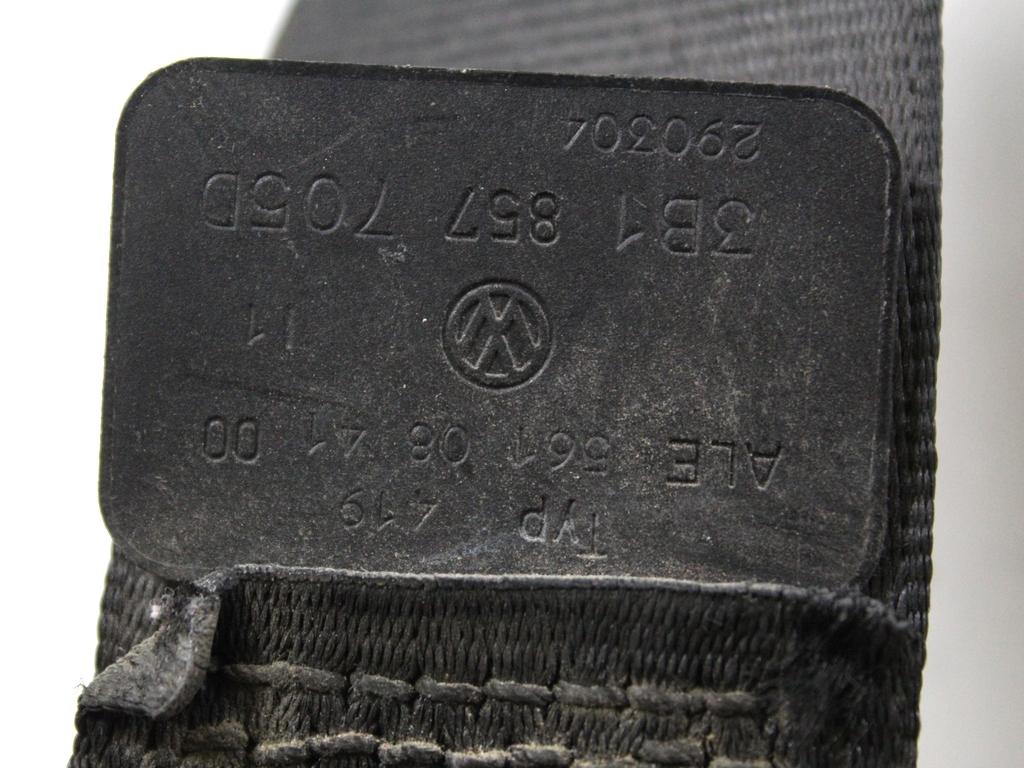 TYP 419
ALE 561 08 41 00
11
3B1 857 705D
290304